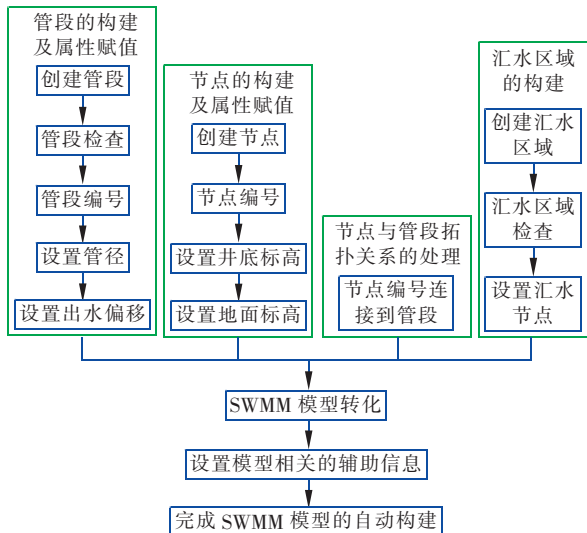 管段的构建
及属性赋值
创建管段
管段检查
管段编号
设置管径
设置出水偏移
节点的构建
及属性赋值
创建节点
节点编号
设置井底标高
设置地面标高
节点与管段拓
扑关系的处理
节点编号连
接到管段
汇水区域
的构建
创建汇水
区域
汇水区域
检查
设置汇水
节点
SWMM 模型转化
设置模型相关的辅助信息
完成 SWMM 模型的自动构建